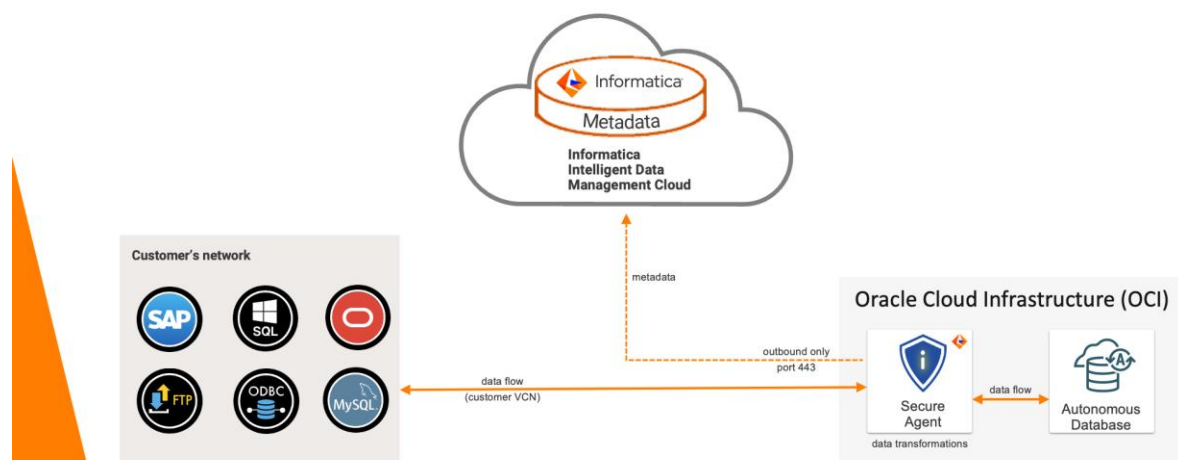 Informatica
Metadata
Informatica
Intelligent Data
Management Cloud
Customer's network
SAP
SQL
FTP
ODBC
MySQL.
metadata
outbound only
port 443
data flow
(customer VCN)
Oracle Cloud Infrastructure (OCI)
i
A
Secure
Agent
data transformations
data flow
Autonomous
Database